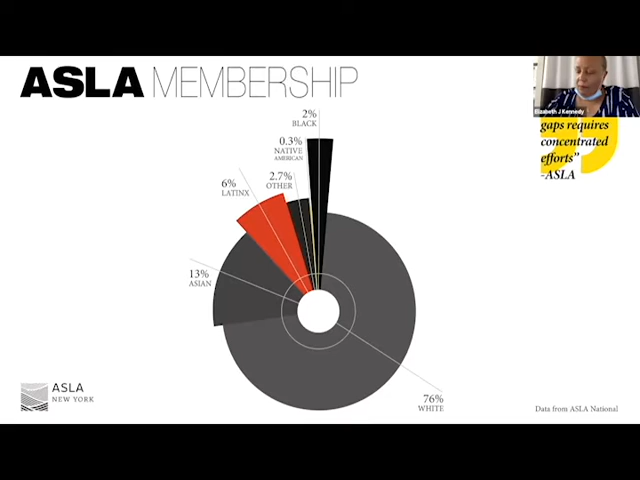 ASLA MEMBERSHIP
Elizabeth J Kennedy
gaps requires
concentrated
efforts”
-ASLA
2%
BLACK
0.3%
NATIVE
AMERICAN
2.7%
OTHER
6%
LATINX
13%
ASIAN
76%
WHITE
ASLA
NEW YORK
Data from ASLA National